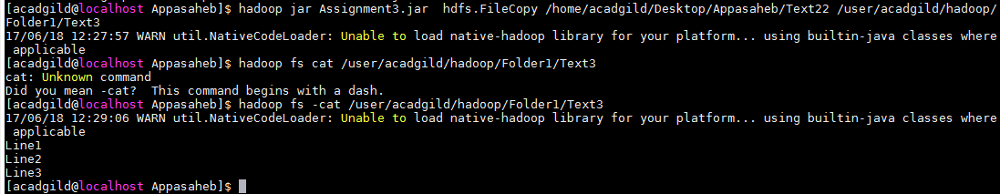 [acadgild@localhost Appasaheb]$ hadoop jar Assignment3.jar  hdfs.FileCopy /home/acadgild/Desktop/Appasaheb/Text22 /user/acadgild/hadoop/
Folder1/Text3
17/06/18 12:27:57 WARN util.NativeCodeLoader: Unable to load native-hadoop library for your platform... using builtin-java classes where
 applicable
[acadgild@localhost Appasaheb]$ hadoop fs cat /user/acadgild/hadoop/Folder1/Text3
cat: Unknown command
Did you mean -cat?  This command begins with a dash.
[acadgild@localhost Appasaheb]$ hadoop fs -cat /user/acadgild/hadoop/Folder1/Text3
17/06/18 12:29:06 WARN util.NativeCodeLoader: Unable to load native-hadoop library for your platform... using builtin-java classes where
 applicable
Line1
Line2
Line3
[acadgild@localhost Appasaheb]$